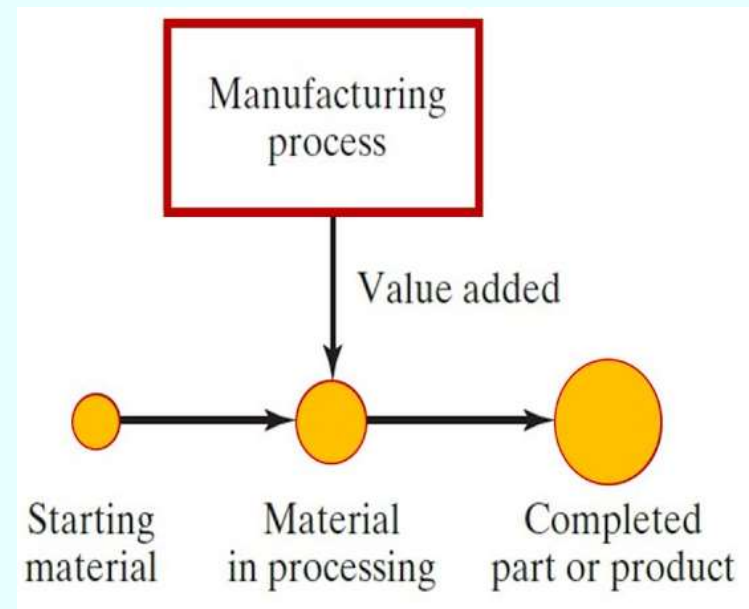 Manufacturing
process
Value added
Starting
material
Material
in processing
Completed
part or product